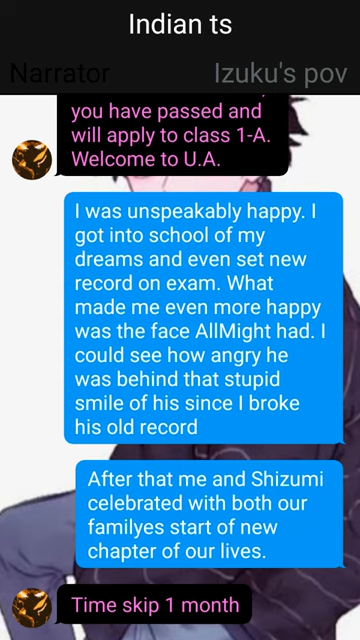 Indian ts
Narrator
Izuku's pov
you have passed and
will apply to class 1-A.
Welcome to U.A.
I was unspeakably happy. I
got into school of my
dreams and even set new
record on exam. What
made me even more happy
was the face AllMight had. I
could see how angry he
was behind that stupid
smile of his since I broke
his old record
After that me and Shizumi
celebrated with both our
familyes start of new
chapter of our lives.
Time skip 1 month